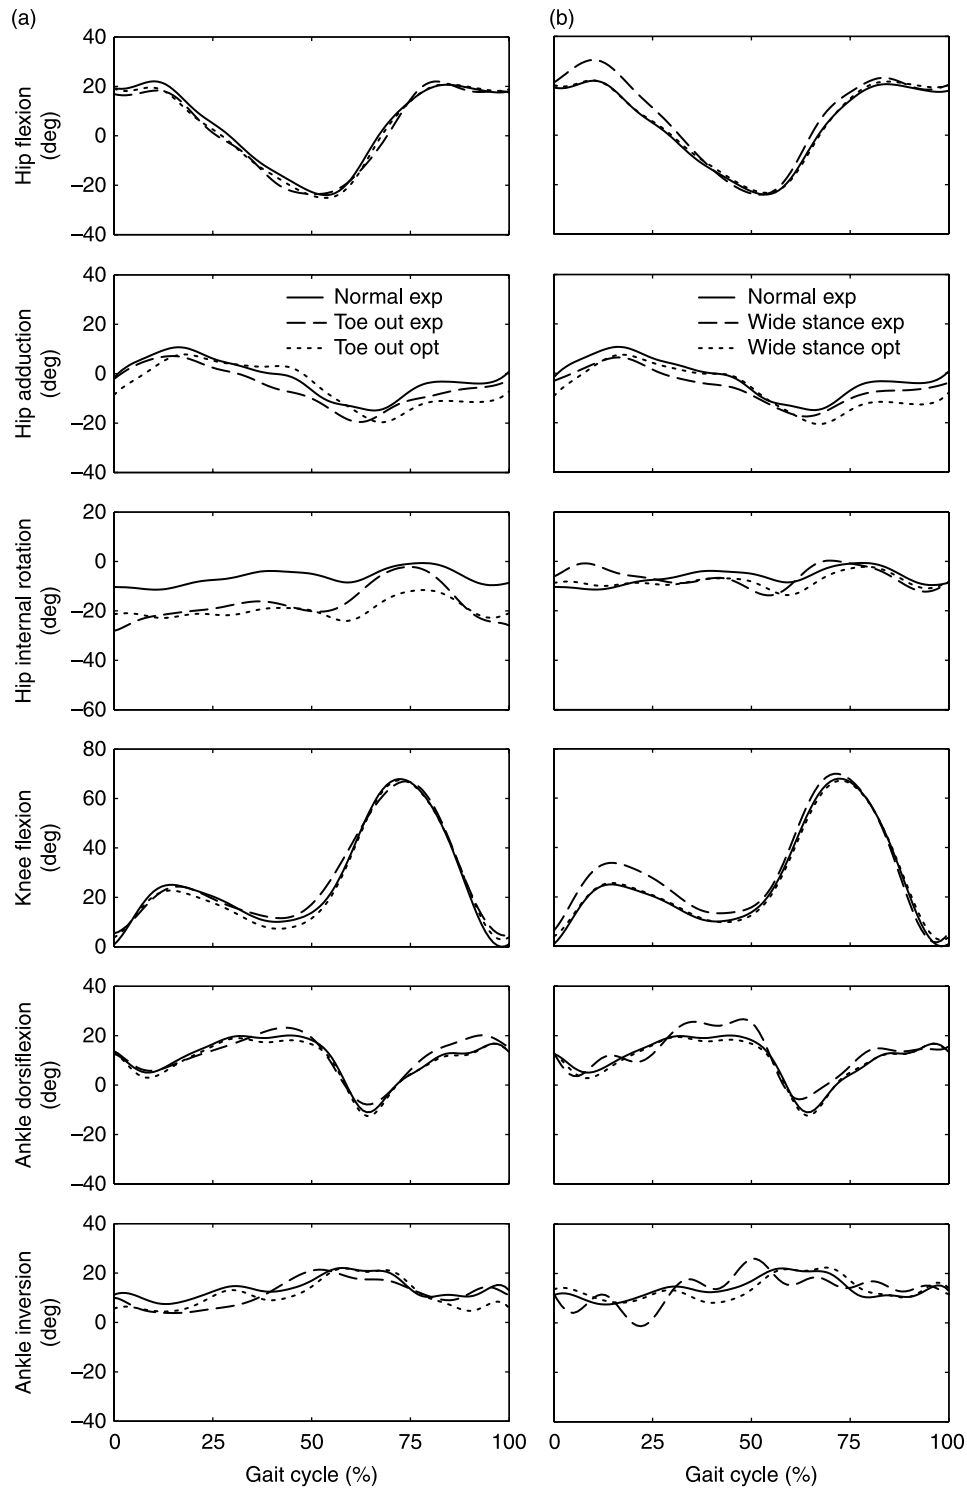 (a)
(b)
Hip flexion
(deg)
40
20
0
−20
−40
Hip adduction
(deg)
40
20
0
−20
−40
Normal exp
Toe out exp
Toe out opt
Normal exp
Wide stance exp
Wide stance opt
Hip internal rotation
(deg)
20
0
−20
−40
−60
Knee flexion
(deg)
80
60
40
20
0
Ankle dorsiflexion
(deg)
40
20
0
−20
−40
Ankle inversion
(deg)
40
20
0
−20
−40
0 25 50 75 100
Gait cycle (%)
0 25 50 75 100
Gait cycle (%)